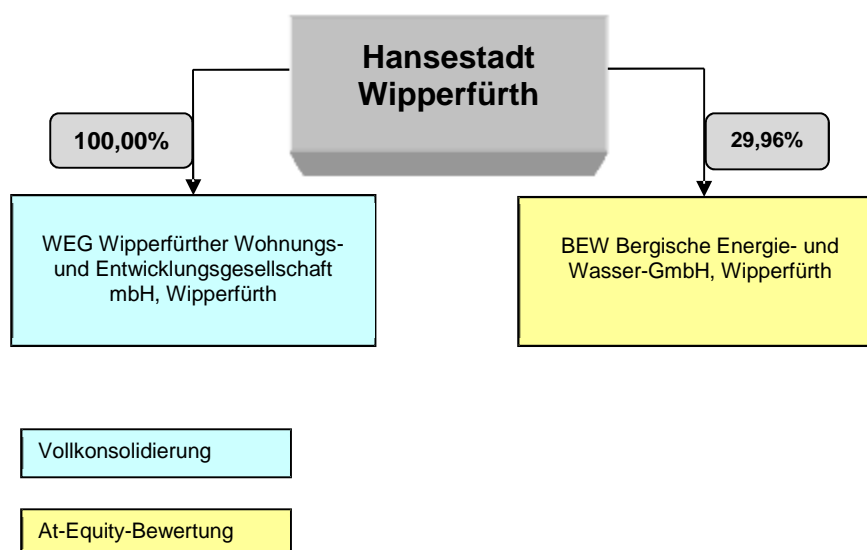 Hansestadt
Wipperfürth
100,00%
29,96%
WEG Wipperfürther Wohnungs-
und Entwicklungsgesellschaft
mbH, Wipperfürth
BEW Bergische Energie- und
Wasser-GmbH, Wipperfürth
Vollkonsolidierung
At-Equity-Bewertung